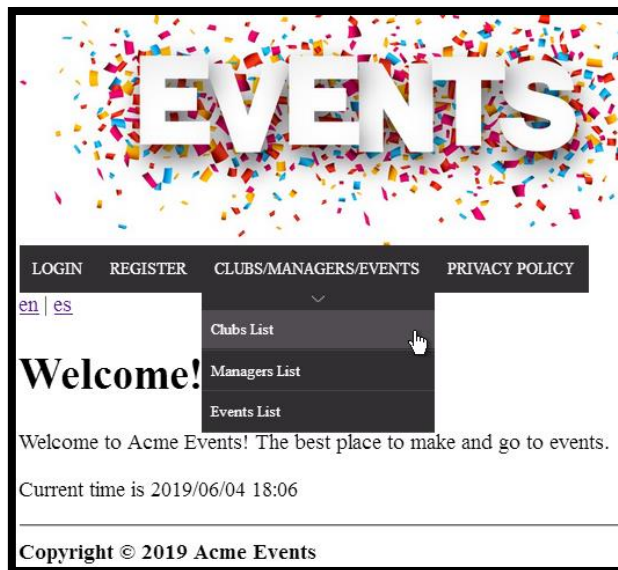 EVENTS
LOGIN REGISTER CLUBS/MANAGERS/EVENTS PRIVACY POLICY
en | es
Clubs List
Welcome!
Managers List
Events List
Welcome to Acme Events! The best place to make and go to events.
Current time is 2019/06/04 18:06
Copyright © 2019 Acme Events